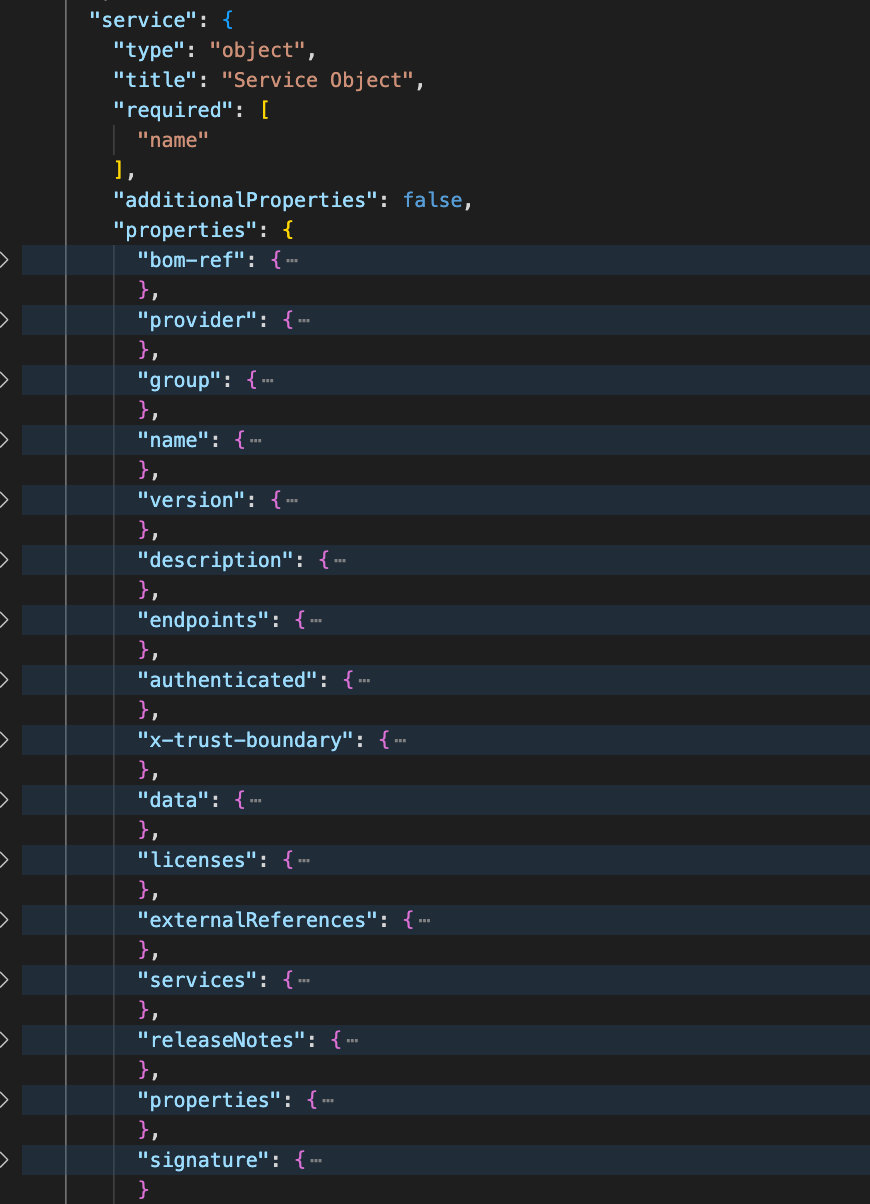 "service": {
"type": "object",
"title": "Service Object",
"required": [
"name"
],
"additionalProperties": false,
"properties": {
"bom-ref": {⋯
},
"provider": {⋯
},
"group": {⋯
},
"name": {⋯
},
"version": {⋯
},
"description": {⋯
},
"endpoints": {⋯
},
"authenticated": {⋯
},
"x-trust-boundary": {⋯
},
"data": {⋯
},
"licenses": {⋯
},
"externalReferences": {⋯
},
"services": {⋯
},
"releaseNotes": {⋯
},
"properties": {⋯
},
"signature": {⋯
}